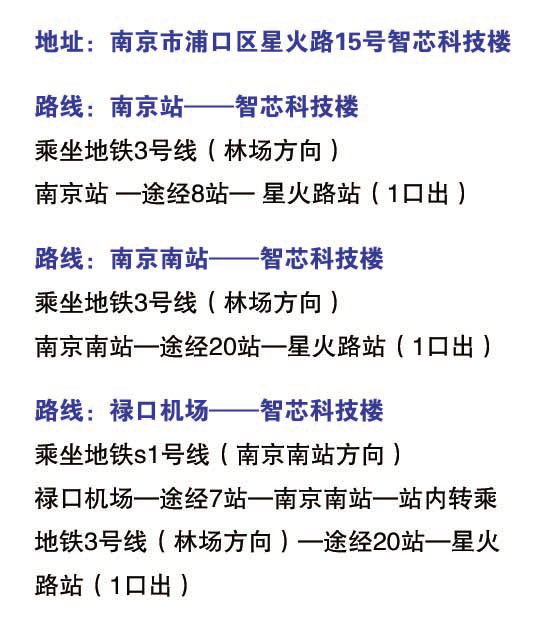 地址：南京市浦口区星火路15号智芯科技楼
路线：南京站——智芯科技楼
乘坐地铁3号线（林场方向）
南京站 —途经8站— 星火路站（1口出）
路线：南京南站——智芯科技楼
乘坐地铁3号线（林场方向）
南京南站—途经20站—星火路站（1口出）
路线：禄口机场——智芯科技楼
乘坐地铁s1号线（南京南站方向）
禄口机场—途经7站—南京南站—站内转乘
地铁3号线（林场方向）—途经20站—星火
路站（1口出）